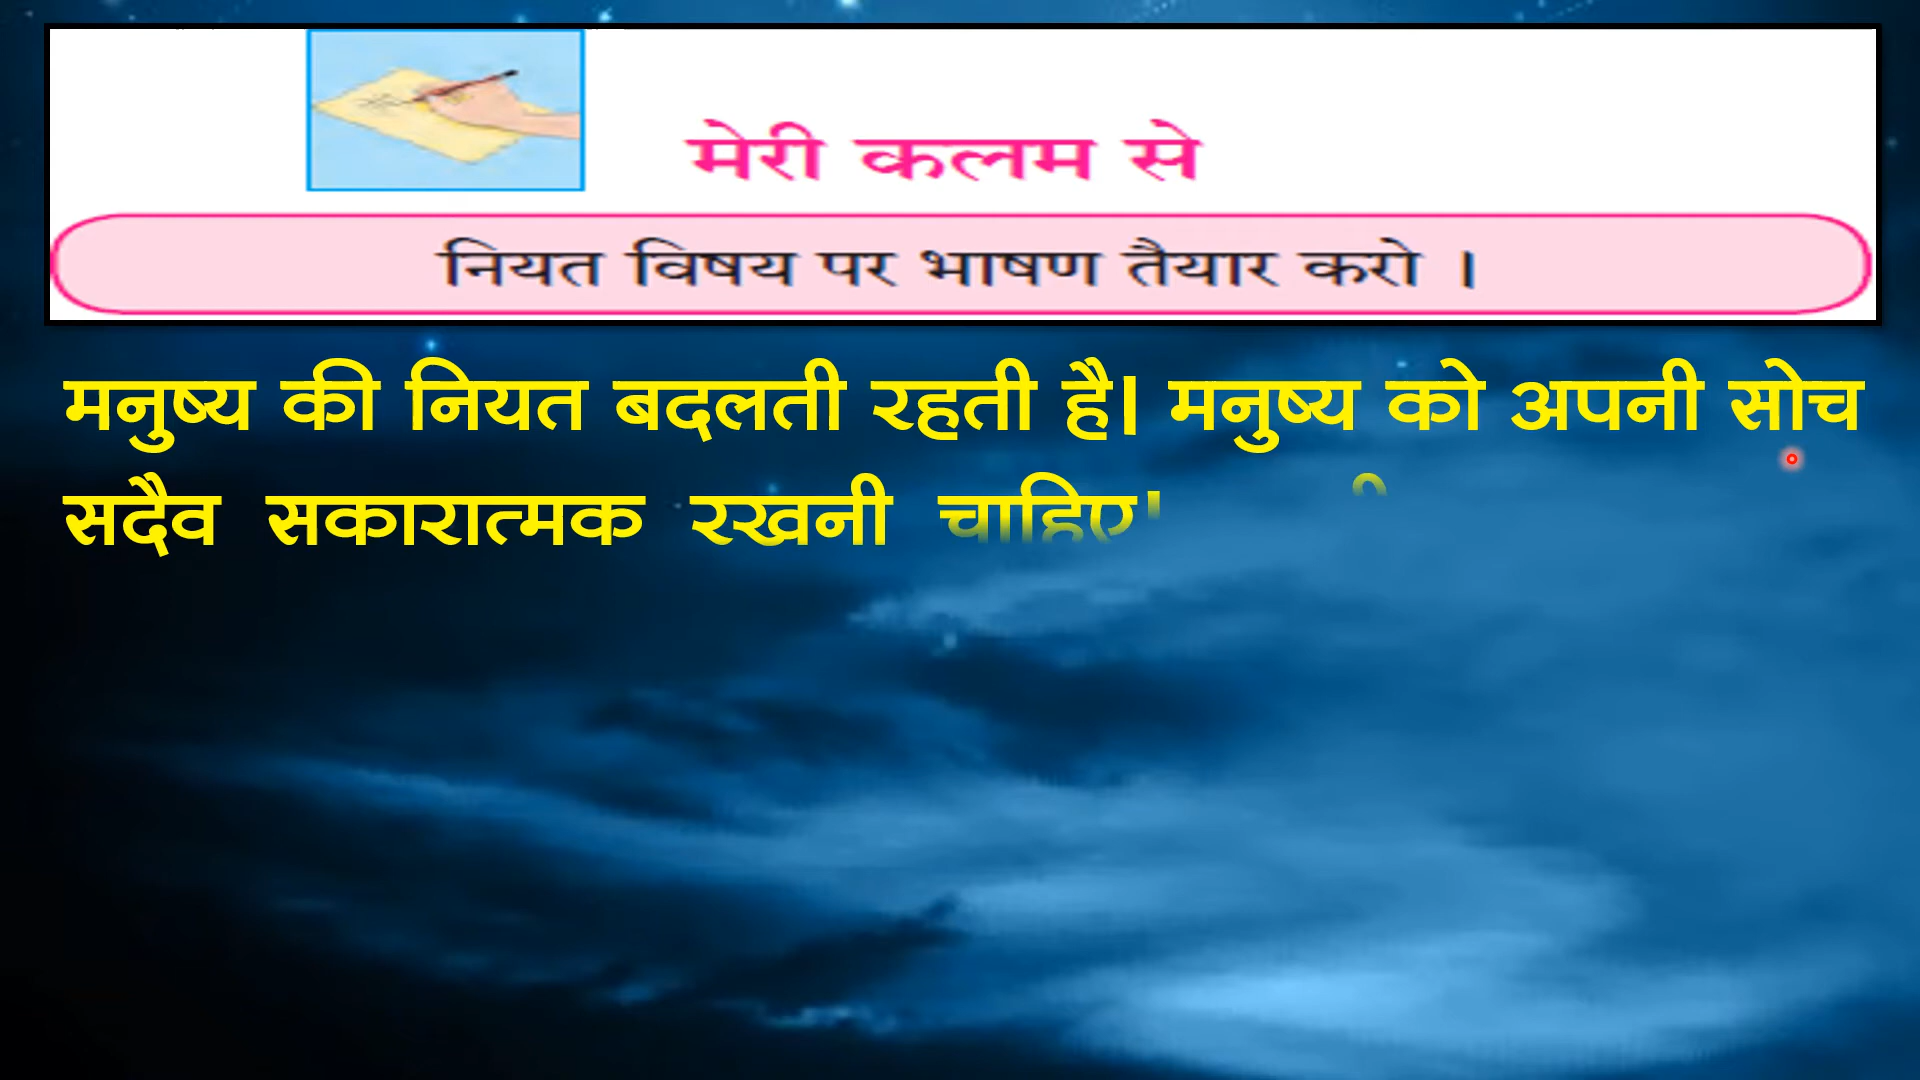 मेरी कलम से
नियत विषय पर भाषण तैयार करो ।
मनुष्य की नियत बदलती रहती है। मनुष्य को अपनी सोच
सदैव सकारात्मक रखनी चाहिए।